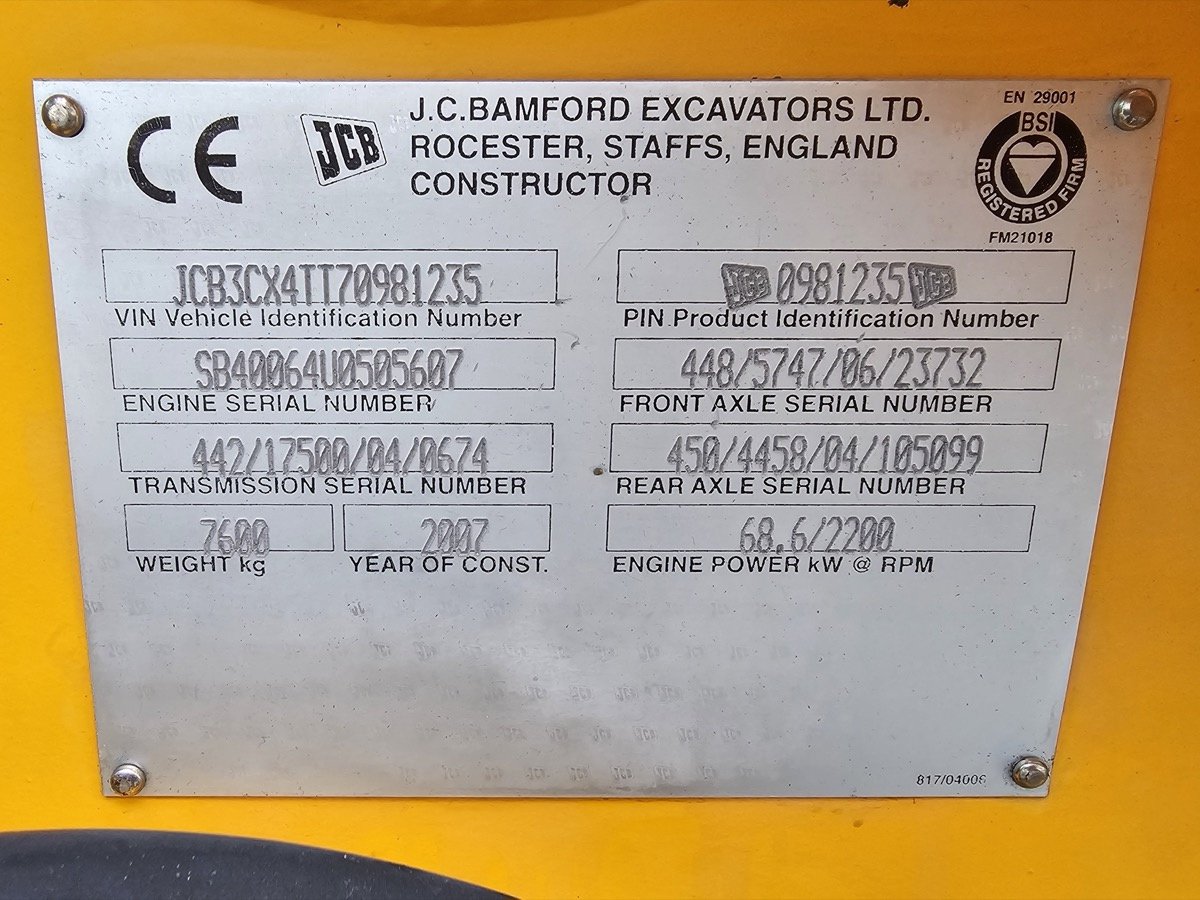 CE JCB J.C.BAMFORD EXCAVATORS LTD.
ROCESTER, STAFFS, ENGLAND
CONSTRUCTOR
EN 29001
BSI
REGISTERED FIRM
FM21018
JCB3CX4TT70981235
VIN Vehicle Identification Number
JCB 0981235 JCB
PIN Product Identification Number
SB40064U0505607
ENGINE SERIAL NUMBER
448/5747/06/23732
FRONT AXLE SERIAL NUMBER
442/17500/04/0674
TRANSMISSION SERIAL NUMBER
450/4458/04/105099
REAR AXLE SERIAL NUMBER
7600
WEIGHT kg
2007
YEAR OF CONST.
68.6/2200
ENGINE POWER kW @ RPM
817/04006